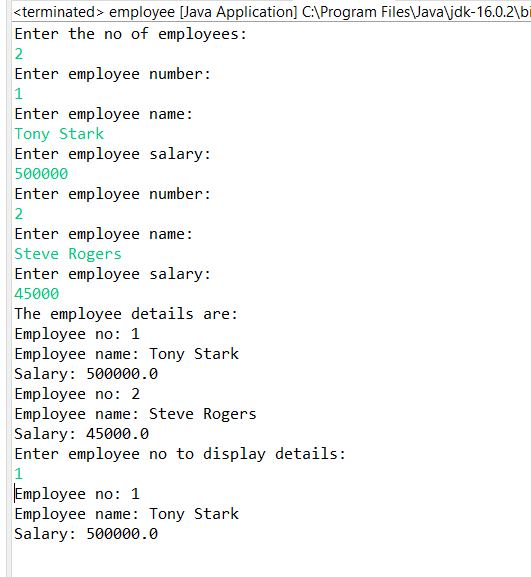 <terminated> employee [Java Application] C:\Program Files\Java\jdk-16.0.2\bi
Enter the no of employees:
2
Enter employee number:
1
Enter employee name:
Tony Stark
Enter employee salary:
500000
Enter employee number:
2
Enter employee name:
Steve Rogers
Enter employee salary:
45000
The employee details are:
Employee no: 1
Employee name: Tony Stark
Salary: 500000.0
Employee no: 2
Employee name: Steve Rogers
Salary: 45000.0
Enter employee no to display details:
1
Employee no: 1
Employee name: Tony Stark
Salary: 500000.0